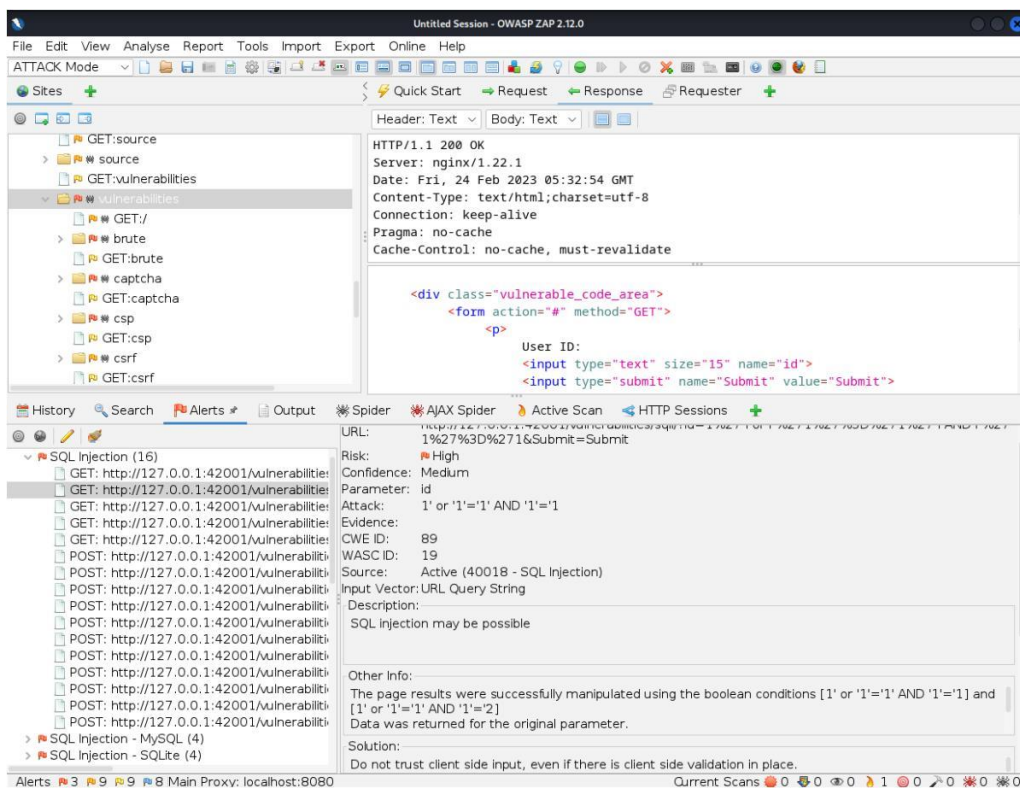 Untitled Session - OWASP ZAP 2.12.0
File Edit View Analyse Report Tools Import Export Online Help
ATTACK Mode
Sites
Quick Start Request Response Requester
Header: Text Body: Text
GET:source
source
GET:vulnerabilities
vulnerabilities
GET:/
brute
GET:brute
captcha
GET:captcha
csp
GET:csp
csrf
GET:csrf
HTTP/1.1 200 OK
Server: nginx/1.22.1
Date: Fri, 24 Feb 2023 05:32:54 GMT
Content-Type: text/html;charset=utf-8
Connection: keep-alive
Pragma: no-cache
Cache-Control: no-cache, must-revalidate
<div class="vulnerable_code_area">
<form action="#" method="GET">
<p>
User ID:
<input type="text" size="15" name="id">
<input type="submit" name="Submit" value="Submit">
History Search Alerts Output Spider AJAX Spider Active Scan HTTP Sessions
SQL Injection (16)
GET: http://127.0.0.1:42001/vulnerabilities
GET: http://127.0.0.1:42001/vulnerabilities
GET: http://127.0.0.1:42001/vulnerabilities
GET: http://127.0.0.1:42001/vulnerabilities
GET: http://127.0.0.1:42001/vulnerabilities
POST: http://127.0.0.1:42001/vulnerabiliti
POST: http://127.0.0.1:42001/vulnerabiliti
POST: http://127.0.0.1:42001/vulnerabiliti
POST: http://127.0.0.1:42001/vulnerabiliti
POST: http://127.0.0.1:42001/vulnerabiliti
POST: http://127.0.0.1:42001/vulnerabiliti
POST: http://127.0.0.1:42001/vulnerabiliti
POST: http://127.0.0.1:42001/vulnerabiliti
POST: http://127.0.0.1:42001/vulnerabiliti
POST: http://127.0.0.1:42001/vulnerabiliti
POST: http://127.0.0.1:42001/vulnerabiliti
SQL Injection - MySQL (4)
SQL Injection - SQLite (4)
URL:
1%27%3D%271&Submit=Submit
Risk: High
Confidence: Medium
Parameter: id
Attack: 1' or '1'='1' AND '1'='1
Evidence:
CWE ID: 89
WASC ID: 19
Source: Active (40018 - SQL Injection)
Input Vector: URL Query String
Description:
SQL injection may be possible
Other Info:
The page results were successfully manipulated using the boolean conditions [1' or '1'='1' AND '1'='1] and
[1' or '1'='1' AND '1'='2]
Data was returned for the original parameter.
Solution:
Do not trust client side input, even if there is client side validation in place.
Alerts 3 9 9 8 Main Proxy: localhost:8080
Current Scans 0 0 0 1 0 0 0 0